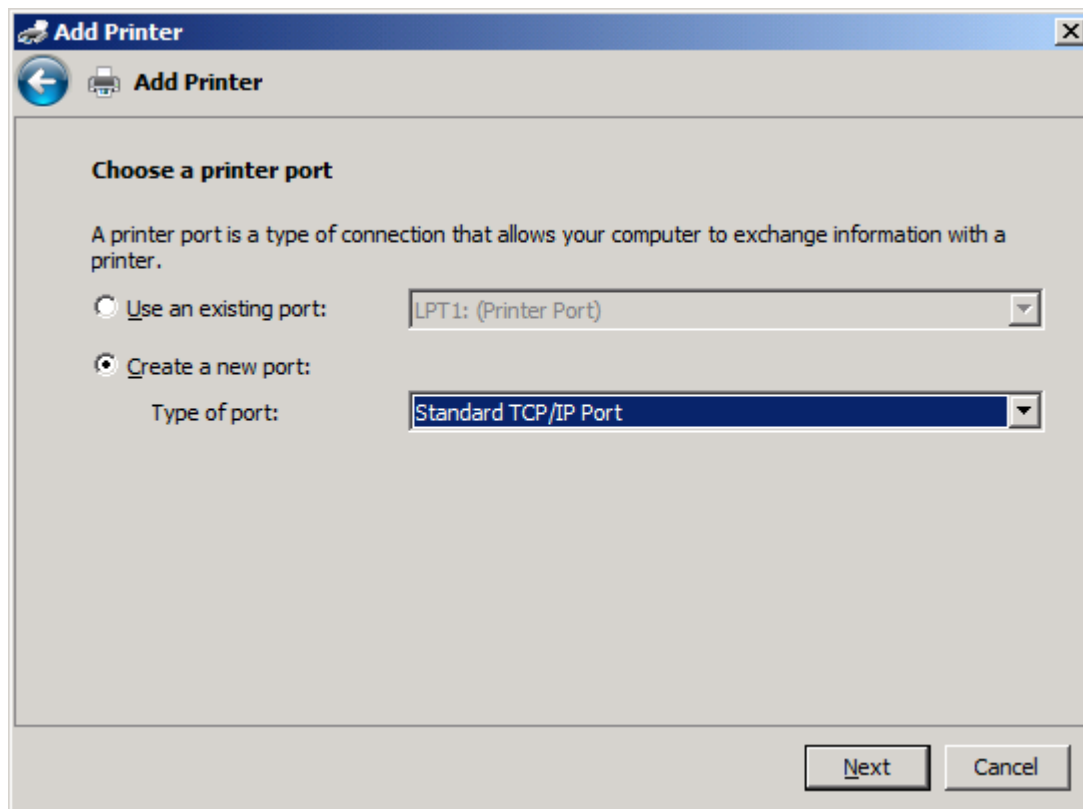 Add Printer
Add Printer
Choose a printer port
A printer port is a type of connection that allows your computer to exchange information with a
printer.
Use an existing port: LPT1: (Printer Port)
Create a new port:
Type of port: Standard TCP/IP Port
Next Cancel